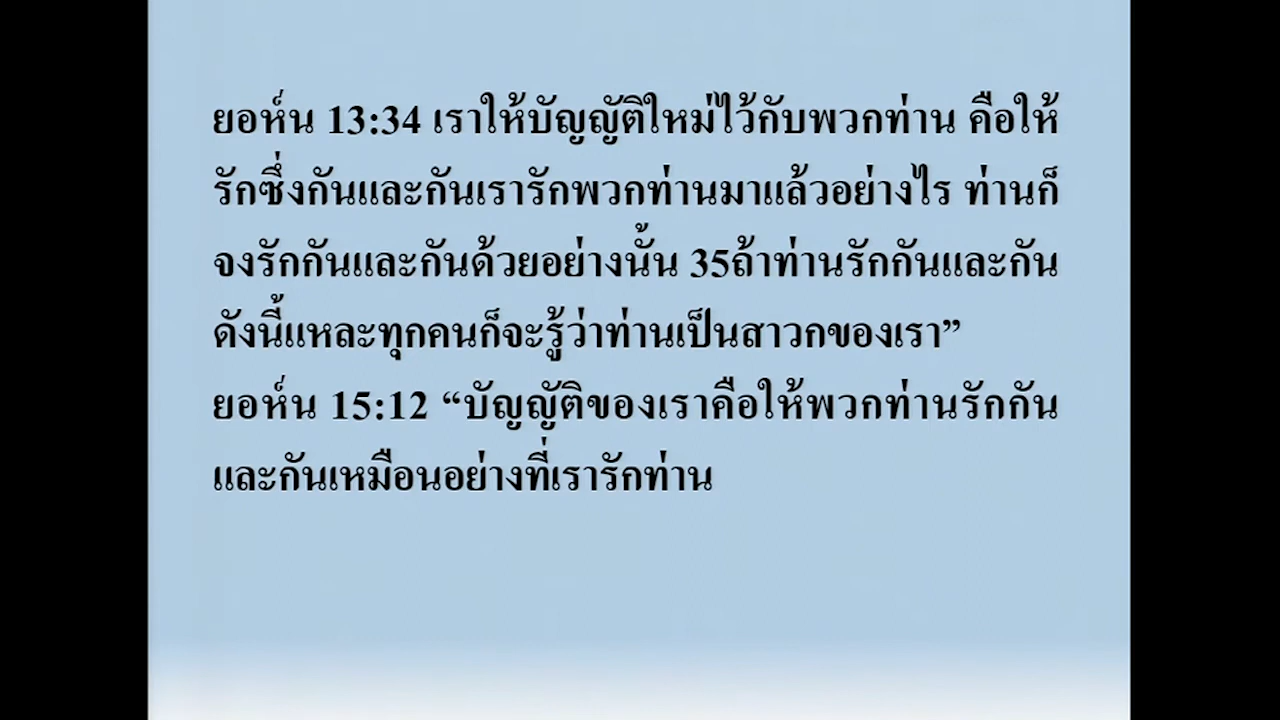 ยอห์น 13:34 เราให้บัญญัติใหม่ไว้กับพวกท่าน คือให้
รักซึ่งกันและกันเรารักพวกท่านมาแล้วอย่างไร ท่านก็
จงรักกันและกันด้วยอย่างนั้น 35ถ้าท่านรักกันและกัน
ดังนี้แหละทุกคนก็จะรู้ว่าท่านเป็นสาวกของเรา”
ยอห์น 15:12 “บัญญัติของเราคือให้พวกท่านรักกัน
และกันเหมือนอย่างที่เรารักท่าน